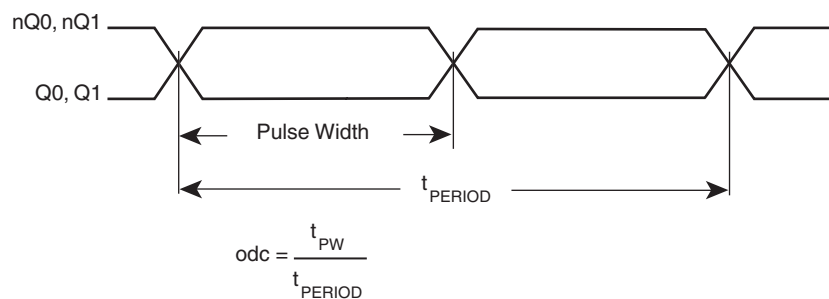 nQ0, nQ1
Q0, Q1
Pulse Width
tPERIOD
odc = tPW
tPERIOD